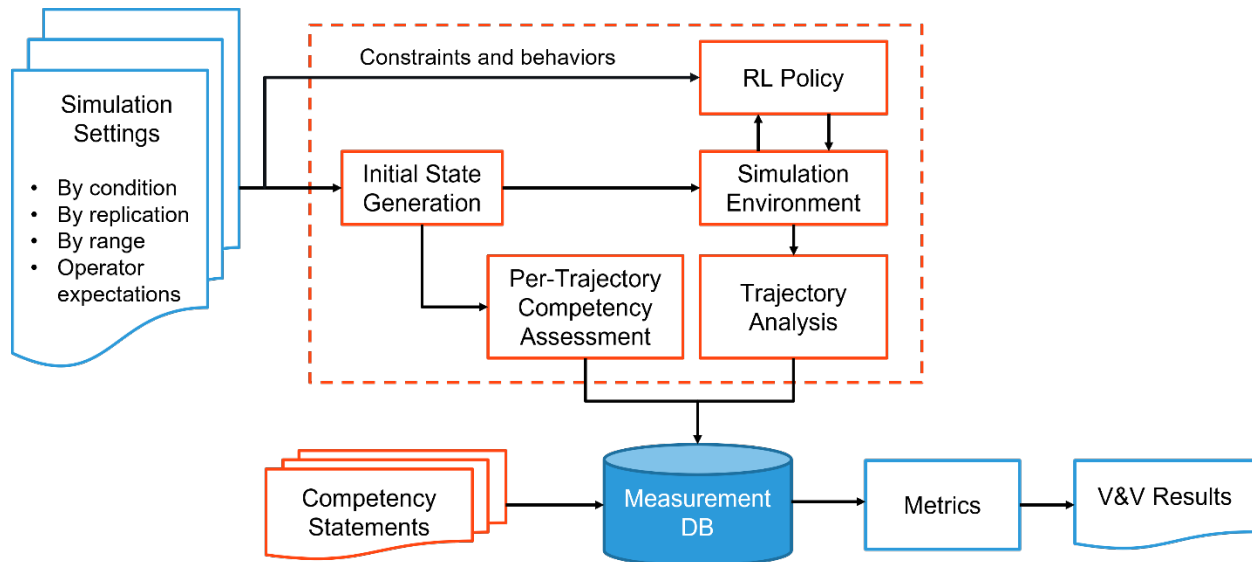 Simulation
Settings
• By condition
• By replication
• By range
• Operator
expectations
Constraints and behaviors
RL Policy
Initial State
Generation
Simulation
Environment
Per-Trajectory
Competency
Assessment
Trajectory
Analysis
Competency
Statements
Measurement
DB
Metrics
V&V Results